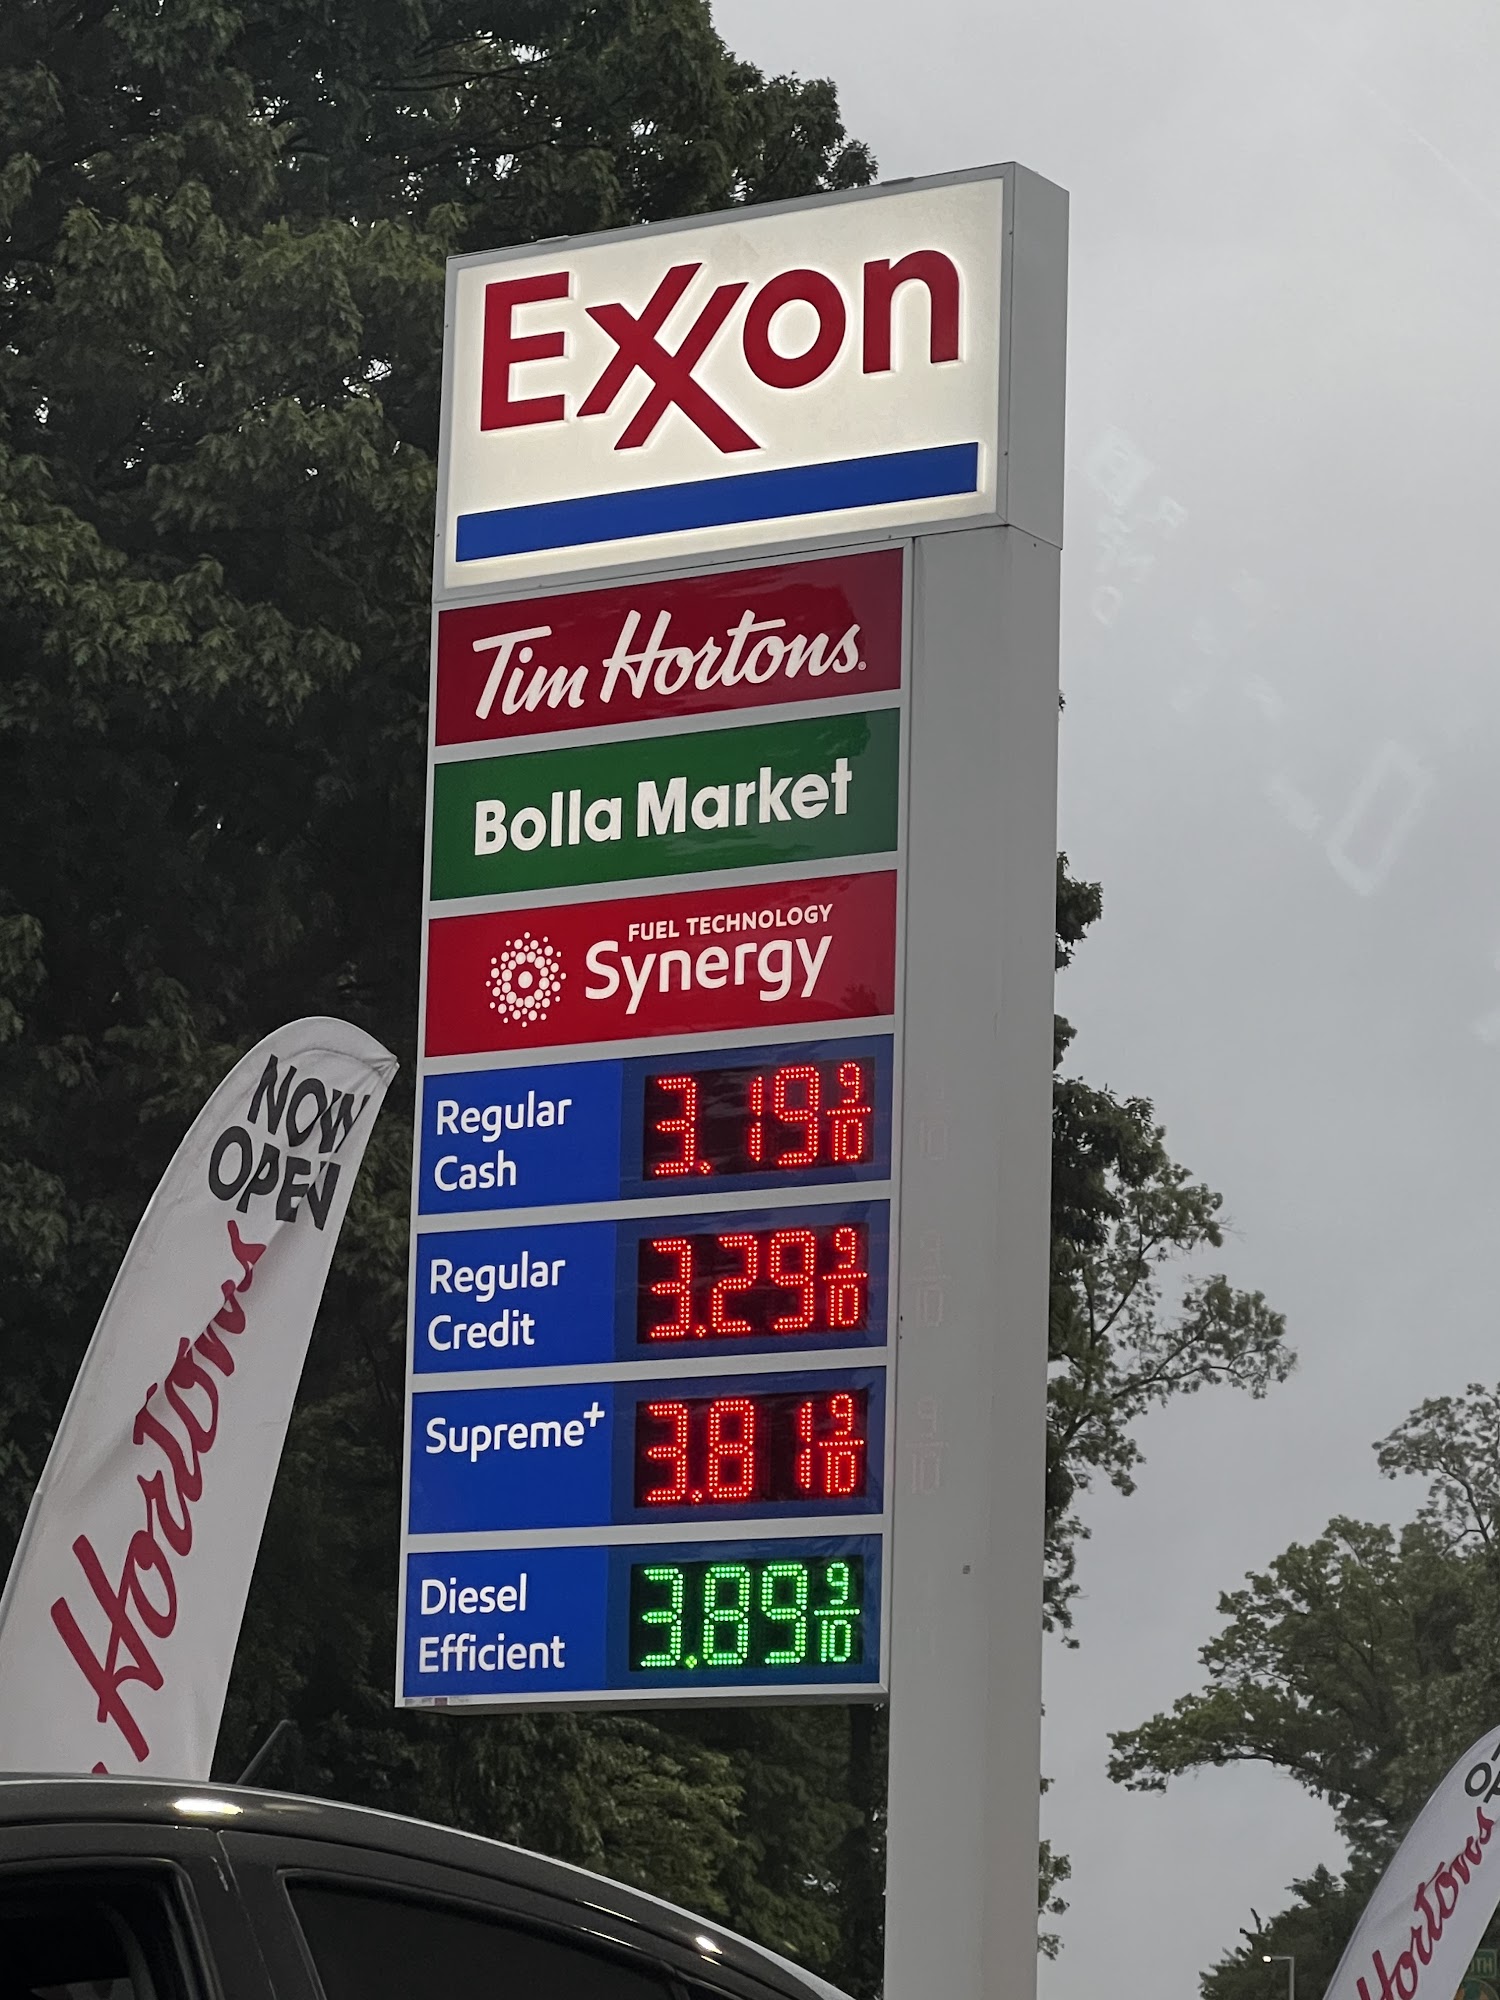 Exxon
Tim Hortons.
Bolla Market
FUEL TECHNOLOGY
Synergy
Regular
Cash
3.19 9/10
Regular
Credit
3.29 9/10
Supreme+
3.81 9/10
Diesel
Efficient
3.89 9/10
NOW
OPEN
Hortons
Hortons